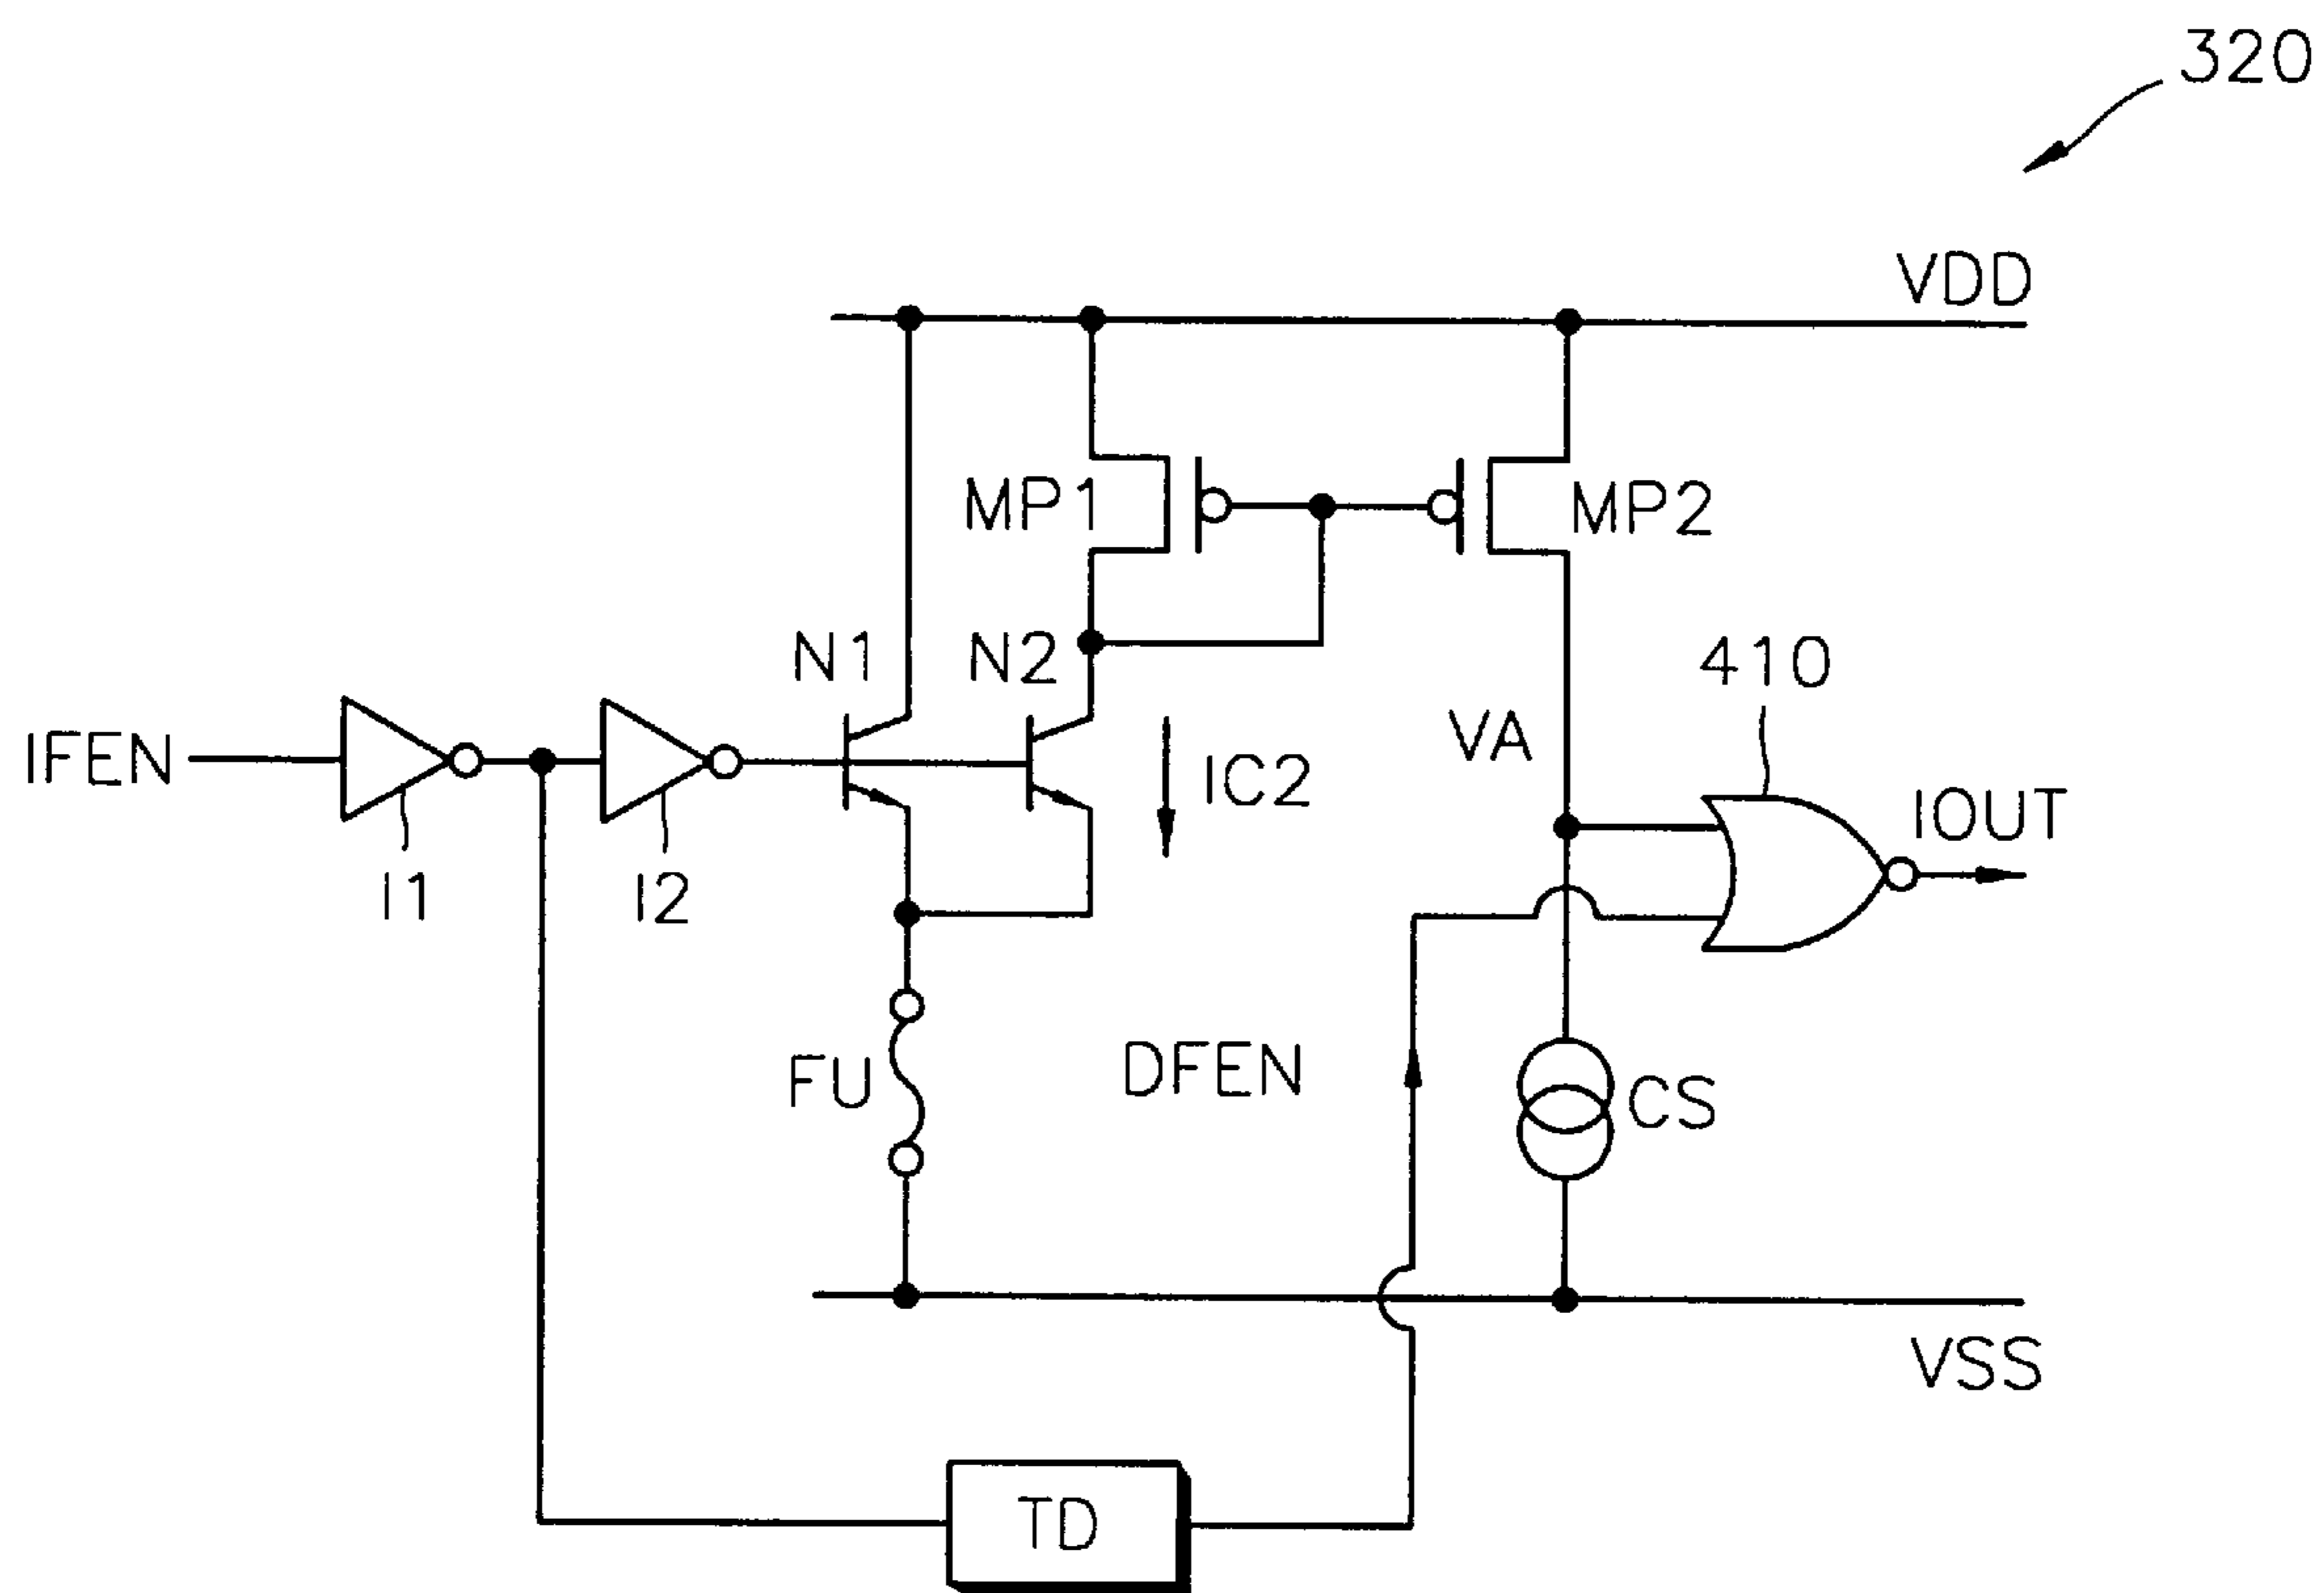 320
VDD
MP1
MP2
N1
N2
410
IFEN
VA
IC2
IOUT
I1
I2
FU
DFEN
CS
VSS
TD